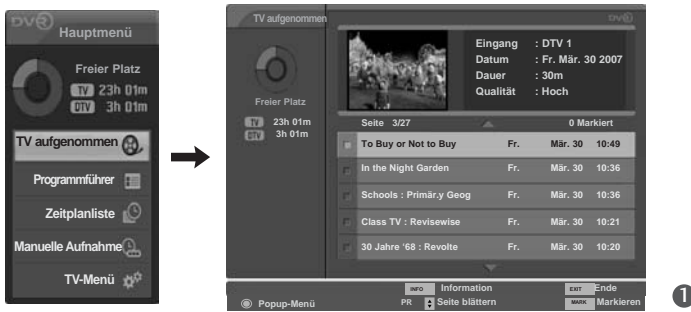 DVR
Hauptmenü
Freier Platz
TV 23h 01m
DTV 3h 01m
TV aufgenommen
Programmführer
Zeitplanliste
Manuelle Aufnahme
TV-Menü
TV aufgenommen
DVR
Freier Platz
TV 23h 01m
DTV 3h 01m
Eingang : DTV 1
Datum : Fr. Mär. 30 2007
Dauer : 30m
Qualität : Hoch
Seite 3/27 0 Markiert
To Buy or Not to Buy Fr. Mär. 30 10:49
In the Night Garden Fr. Mär. 30 10:36
Schools : Primär.y Geog Fr. Mär. 30 10:36
Class TV : Revisewise Fr. Mär. 30 10:21
30 Jahre ‘68 : Revolte Fr. Mär. 30 10:20
INFO Information EXIT Ende
Popup-Menü PR Seite blättern MARK Markieren
1